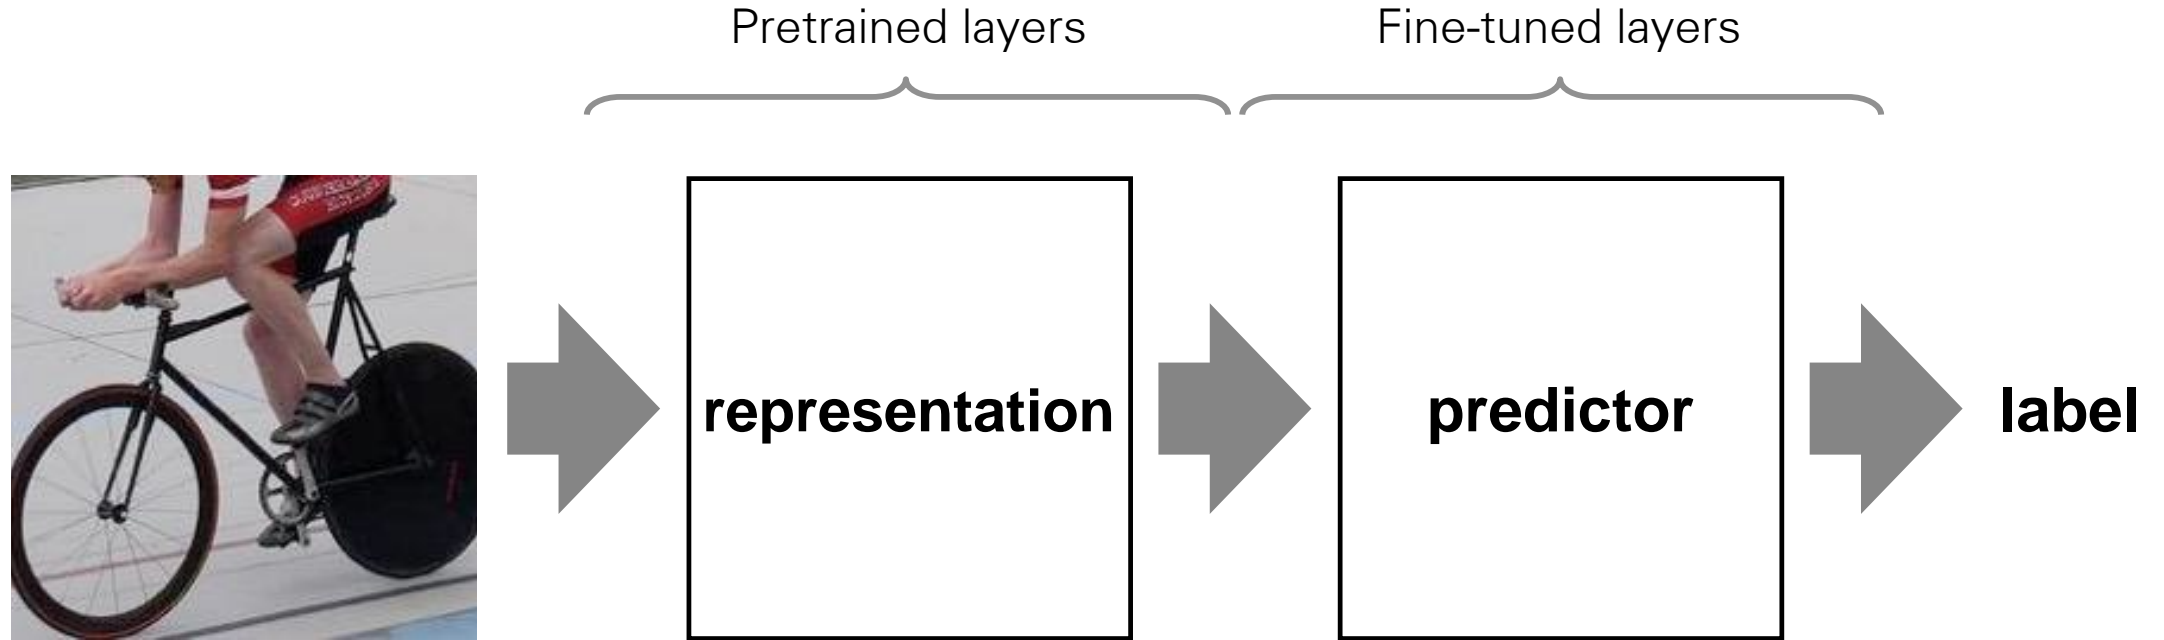 Pretrained layers
Fine-tuned layers
representation
predictor
label